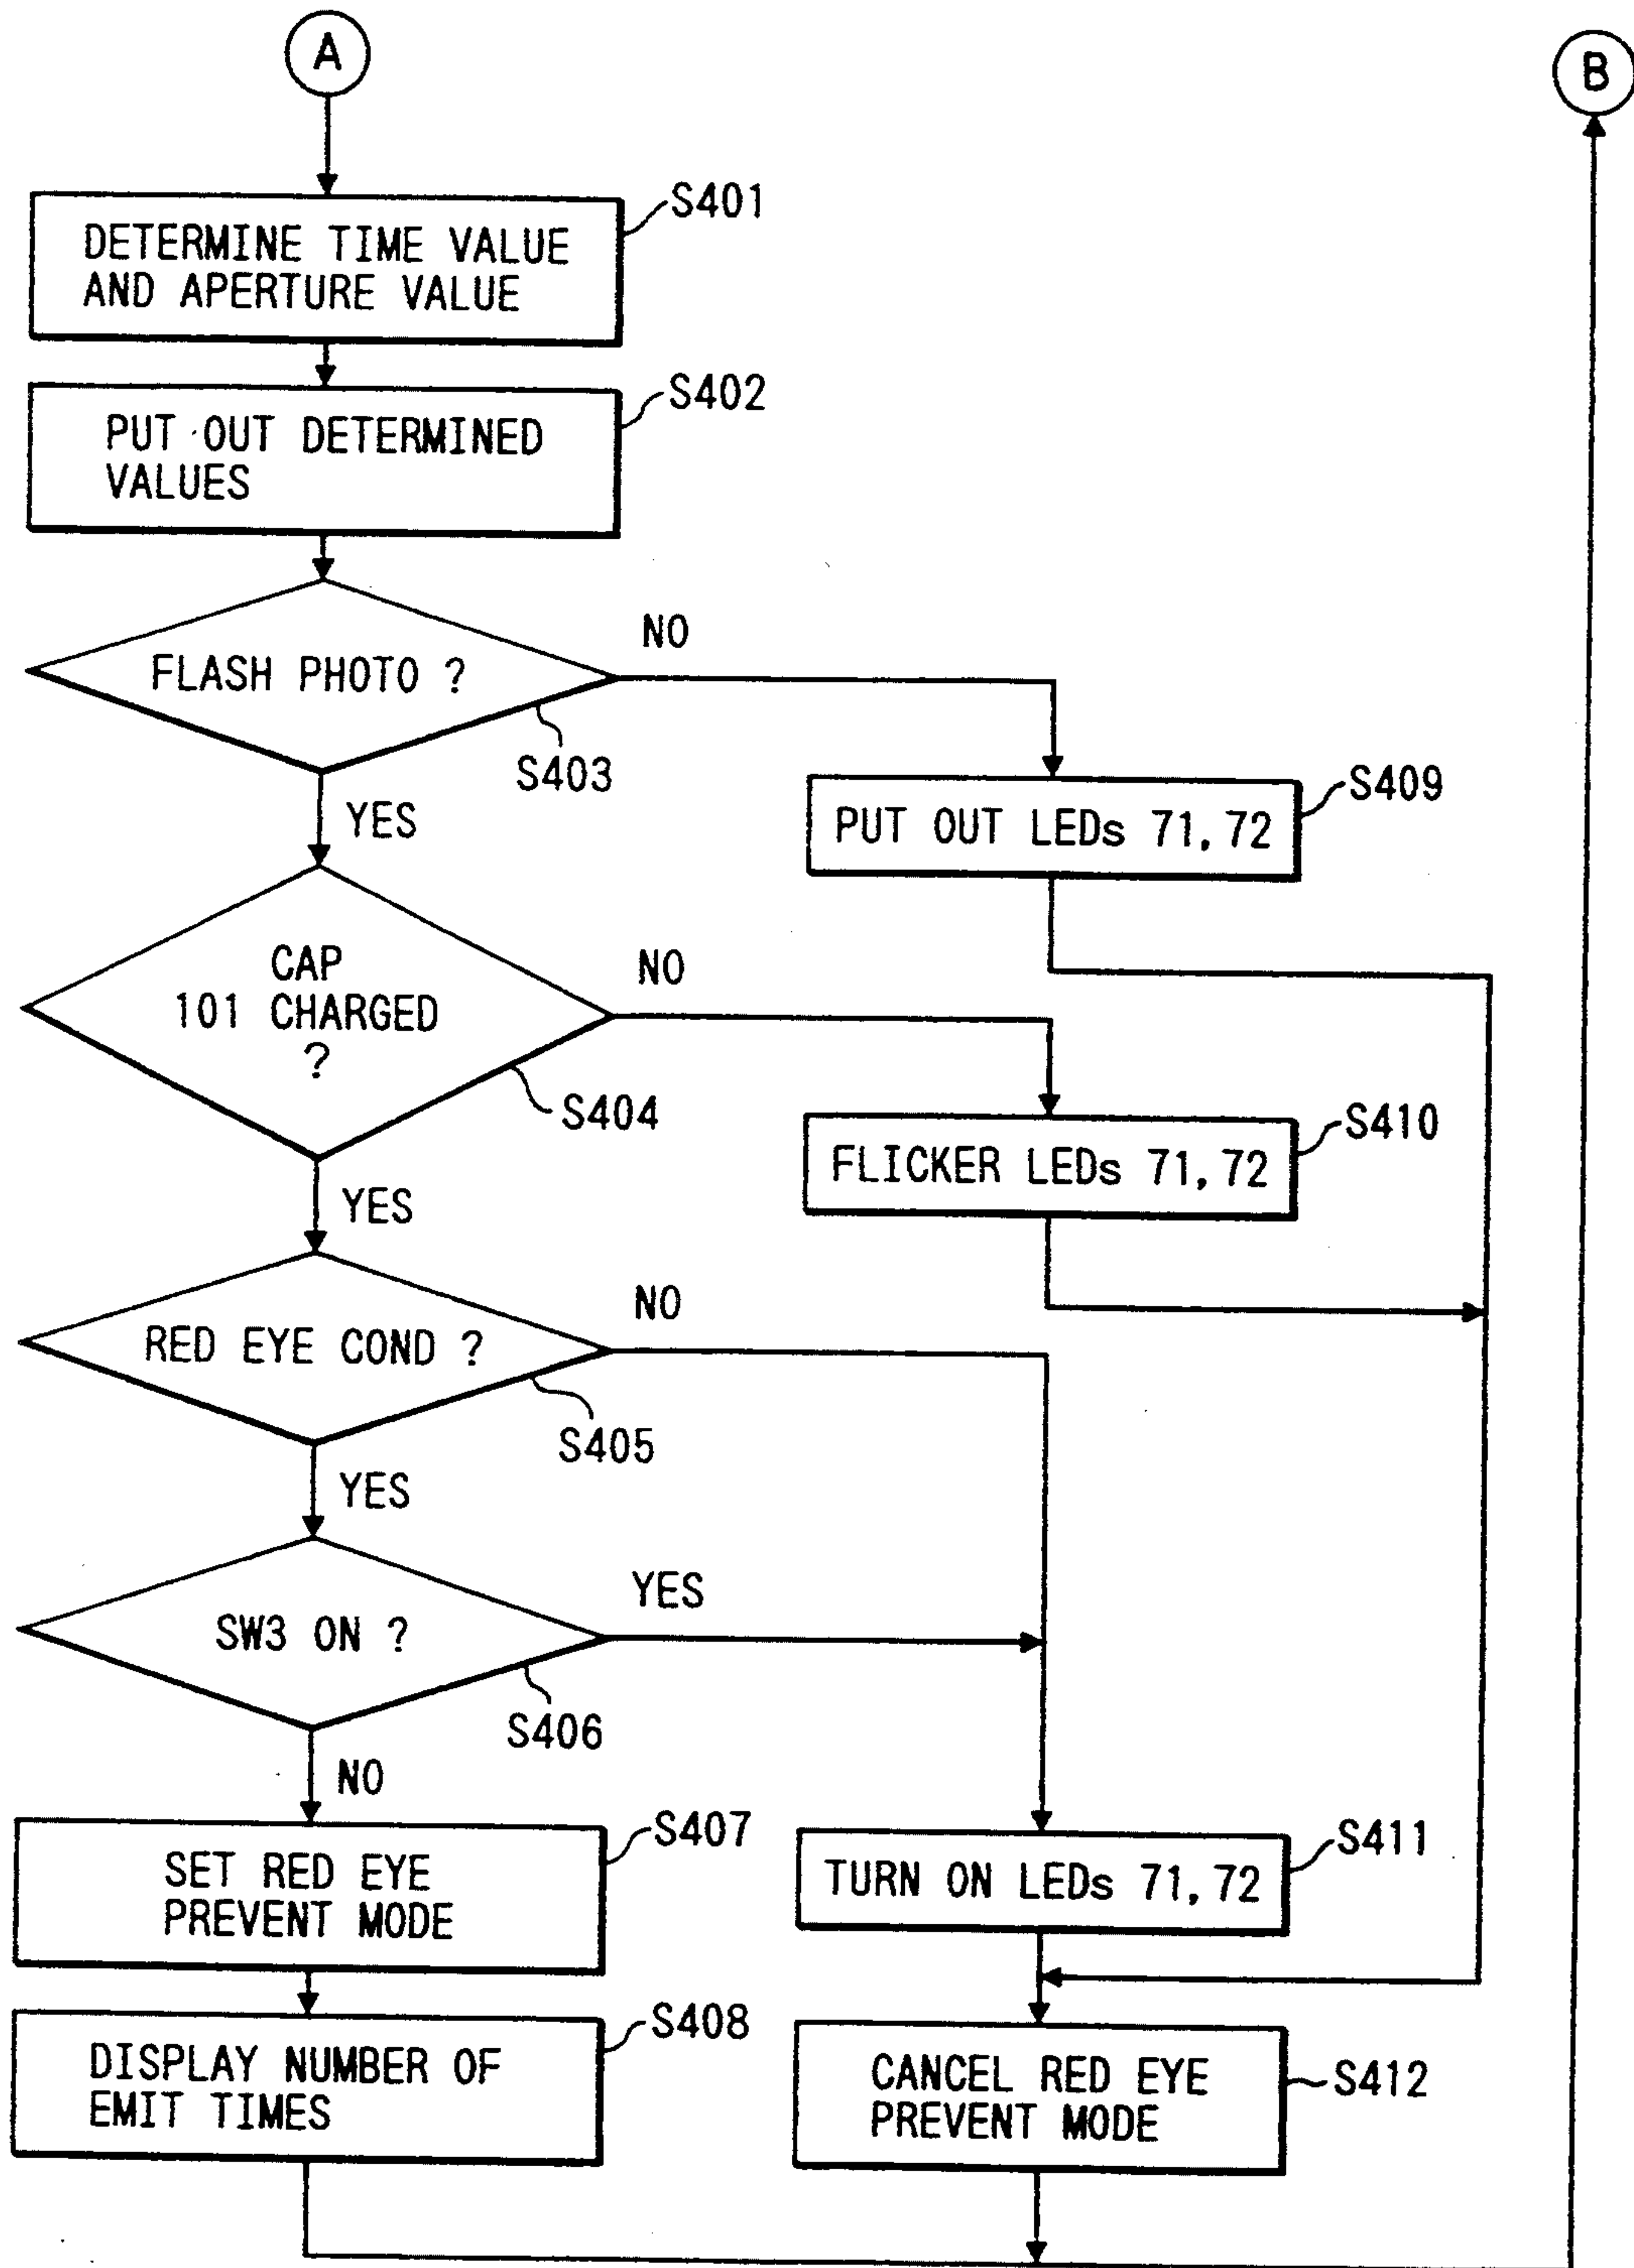 A
B
S401
DETERMINE TIME VALUE
AND APERTURE VALUE
S402
PUT OUT DETERMINED
VALUES
FLASH PHOTO ?
NO
S403
YES
S409
PUT OUT LEDs 71, 72
CAP
101 CHARGED
?
NO
S404
YES
S410
FLICKER LEDs 71, 72
RED EYE COND ?
NO
S405
YES
SW3 ON ?
YES
S406
NO
S407
SET RED EYE
PREVENT MODE
S411
TURN ON LEDs 71, 72
S408
DISPLAY NUMBER OF
EMIT TIMES
S412
CANCEL RED EYE
PREVENT MODE